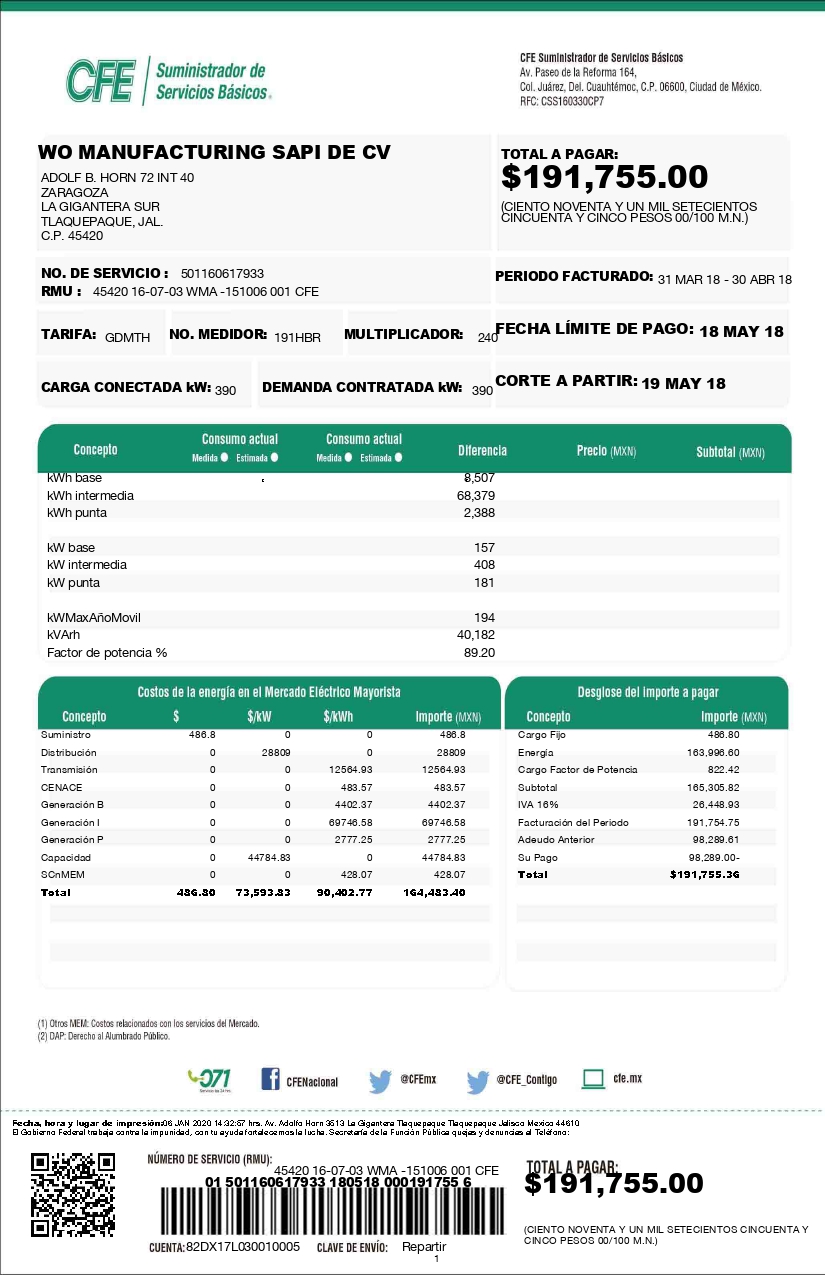 CFE Suministrador de
Servicios Básicos®
CFE Suministrador de Servicios Básicos
Av. Paseo de la Reforma 164,
Col. Juárez, Del. Cuauhtémoc, C.P. 06600, Ciudad de México.
RFC: CSS160330CP7
WO MANUFACTURING SAPI DE CV
ADOLF B. HORN 72 INT 40
ZARAGOZA
LA GIGANTERA SUR
TLAQUEPAQUE, JAL.
C.P. 45420
TOTAL A PAGAR:
$191,755.00
(CIENTO NOVENTA Y UN MIL SETECIENTOS
CINCUENTA Y CINCO PESOS 00/100 M.N.)
NO. DE SERVICIO : 501160617933
RMU : 45420 16-07-03 WMA -151006 001 CFE
PERIODO FACTURADO: 31 MAR 18 - 30 ABR 18
TARIFA: GDMTH NO. MEDIDOR: 191HBR MULTIPLICADOR: 240
FECHA LÍMITE DE PAGO: 18 MAY 18
CARGA CONECTADA kW: 390 DEMANDA CONTRATADA kW: 390
CORTE A PARTIR: 19 MAY 18
Concepto Consumo actual Medida Estimada Consumo actual Medida Estimada Diferencia Precio (MXN) Subtotal (MXN)
kWh base 8,507
kWh intermedia 68,379
kWh punta 2,388
kW base 157
kW intermedia 408
kW punta 181
kWMaxAñoMovil 194
kVArh 40,182
Factor de potencia % 89.20
Costos de la energía en el Mercado Eléctrico Mayorista
Concepto $ $/kW $/kWh Importe (MXN)
Suministro 486.8 0 0 486.8
Distribución 0 28809 0 28809
Transmisión 0 0 12564.93 12564.93
CENACE 0 0 483.57 483.57
Generación B 0 0 4402.37 4402.37
Generación I 0 0 69746.58 69746.58
Generación P 0 0 2777.25 2777.25
Capacidad 0 44784.83 0 44784.83
SCnMEM 0 0 428.07 428.07
Total 486.80 73,593.83 90,402.77 164,483.40
Desglose del importe a pagar
Concepto Importe (MXN)
Cargo Fijo 486.80
Energía 163,996.60
Cargo Factor de Potencia 822.42
Subtotal 165,305.82
IVA 16% 26,448.93
Facturación del Periodo 191,754.75
Adeudo Anterior 98,289.61
Su Pago 98,289.00-
Total $191,755.36
(1) Otros MEM: Costos relacionados con los servicios del Mercado.
(2) DAP: Derecho al Alumbrado Público.
071 CFENacional @CFEmx @CFE_Contigo cfe.mx
Fecha, hora y lugar de impresión:06 JAN 2020 14:32:57 hrs. Av. Adolfo Horn 3513 La Gigantera Tlaquepaque Tlaquepaque Jalisco Mexico 44610
El Gobierno Federal trabaja contra la impunidad, con tu ayuda fortalecemos la lucha. Secretaría de la Función Pública quejas y denuncias al Teléfono:
NÚMERO DE SERVICIO (RMU):
45420 16-07-03 WMA -151006 001 CFE
01 501160617933 180518 000191755 6
CUENTA: 82DX17L030010005 CLAVE DE ENVÍO: Repartir
1
TOTAL A PAGAR:
$191,755.00
(CIENTO NOVENTA Y UN MIL SETECIENTOS CINCUENTA Y
CINCO PESOS 00/100 M.N.)